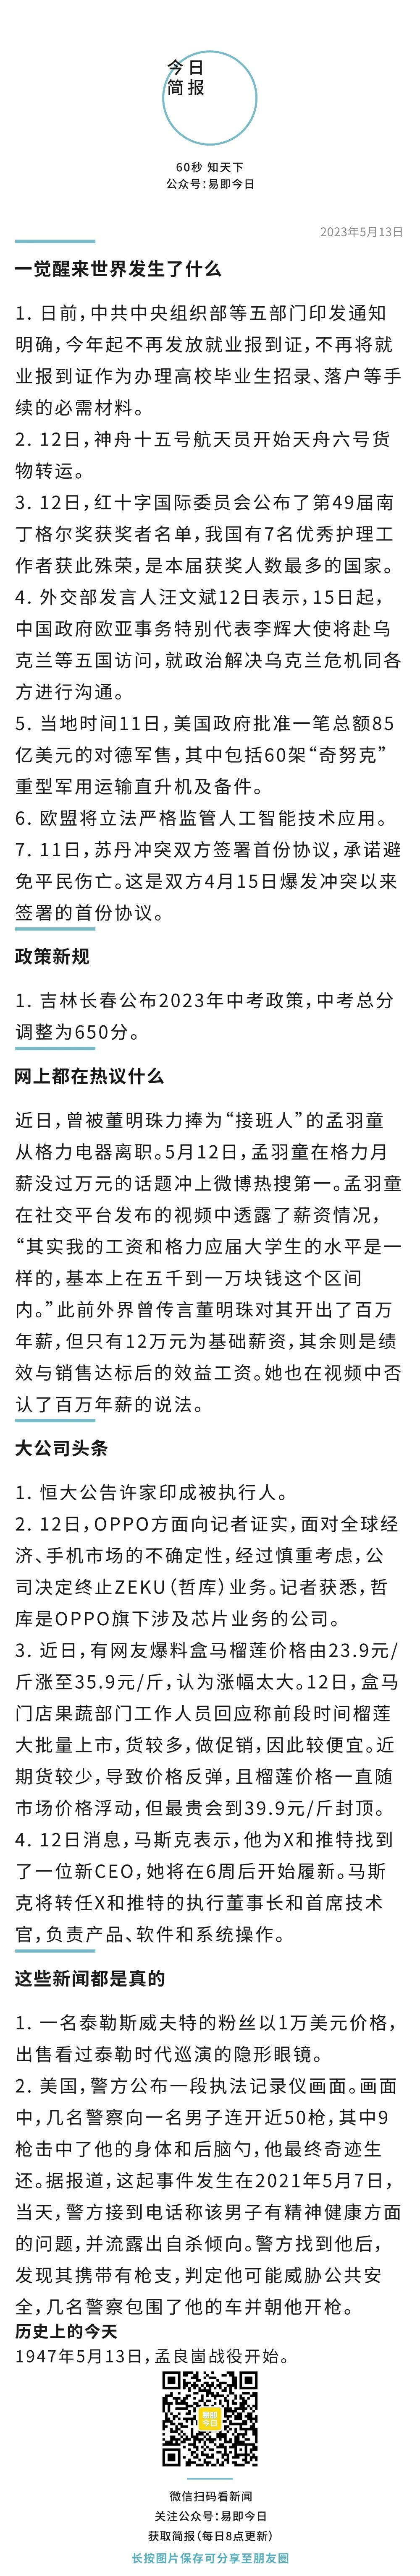 今日
简报
60秒 知天下
公众号：易即今日
2023年5月13日
一觉醒来世界发生了什么
1. 日前，中共中央组织部等五部门印发通知
明确，今年起不再发放就业报到证，不再将就
业报到证作为办理高校毕业生招录、落户等手
续的必需材料。
2. 12日，神舟十五号航天员开始天舟六号货
物转运。
3. 12日，红十字国际委员会公布了第49届南
丁格尔奖获奖者名单，我国有7名优秀护理工
作者获此殊荣，是本届获奖人数最多的国家。
4. 外交部发言人汪文斌12日表示，15日起，
中国政府欧亚事务特别代表李辉大使将赴乌
克兰等五国访问，就政治解决乌克兰危机同各
方进行沟通。
5. 当地时间11日，美国政府批准一笔总额85
亿美元的对德军售，其中包括60架“奇努克”
重型军用运输直升机及备件。
6. 欧盟将立法严格监管人工智能技术应用。
7. 11日，苏丹冲突双方签署首份协议，承诺避
免平民伤亡。这是双方4月15日爆发冲突以来
签署的首份协议。
政策新规
1. 吉林长春公布2023年中考政策，中考总分
调整为650分。
网上都在热议什么
近日，曾被董明珠力捧为“接班人”的孟羽童
从格力电器离职。5月12日，孟羽童在格力月
薪没过万元的话题冲上微博热搜第一。孟羽童
在社交平台发布的视频中透露了薪资情况，
“其实我的工资和格力应届大学生的水平是一
样的，基本上在五千到一万块钱这个区间
内。”此前外界曾传言董明珠对其开出了百万
年薪，但只有12万元为基础薪资，其余则是绩
效与销售达标后的效益工资。她也在视频中否
认了百万年薪的说法。
大公司头条
1. 恒大公告许家印成被执行人。
2. 12日，OPPO方面向记者证实，面对全球经
济、手机市场的不确定性，经过慎重考虑，公
司决定终止ZEKU（哲库）业务。记者获悉，哲
库是OPPO旗下涉及芯片业务的公司。
3. 近日，有网友爆料盒马榴莲价格由23.9元/
斤涨至35.9元/斤，认为涨幅太大。12日，盒马
门店果蔬部门工作人员回应称前段时间榴莲
大批量上市，货较多，做促销，因此较便宜。近
期货较少，导致价格反弹，且榴莲价格一直随
市场价格浮动，但最贵会到39.9元/斤封顶。
4. 12日消息，马斯克表示，他为X和推特找到
了一位新CEO，她将在6周后开始履新。马斯
克将转任X和推特的执行董事长和首席技术
官，负责产品、软件和系统操作。
这些新闻都是真的
1. 一名泰勒斯威夫特的粉丝以1万美元价格，
出售看过泰勒时代巡演的隐形眼镜。
2. 美国，警方公布一段执法记录仪画面。画面
中，几名警察向一名男子连开近50枪，其中9
枪击中了他的身体和后脑勺，他最终奇迹生
还。据报道，这起事件发生在2021年5月7日，
当天，警方接到电话称该男子有精神健康方面
的问题，并流露出自杀倾向。警方找到他后，
发现其携带有枪支，判定他可能威胁公共安
全，几名警察包围了他的车并朝他开枪。
历史上的今天
1947年5月13日，孟良崮战役开始。
易即
今日
微信扫码看新闻
关注公众号：易即今日
获取简报（每日8点更新）
长按图片保存可分享至朋友圈